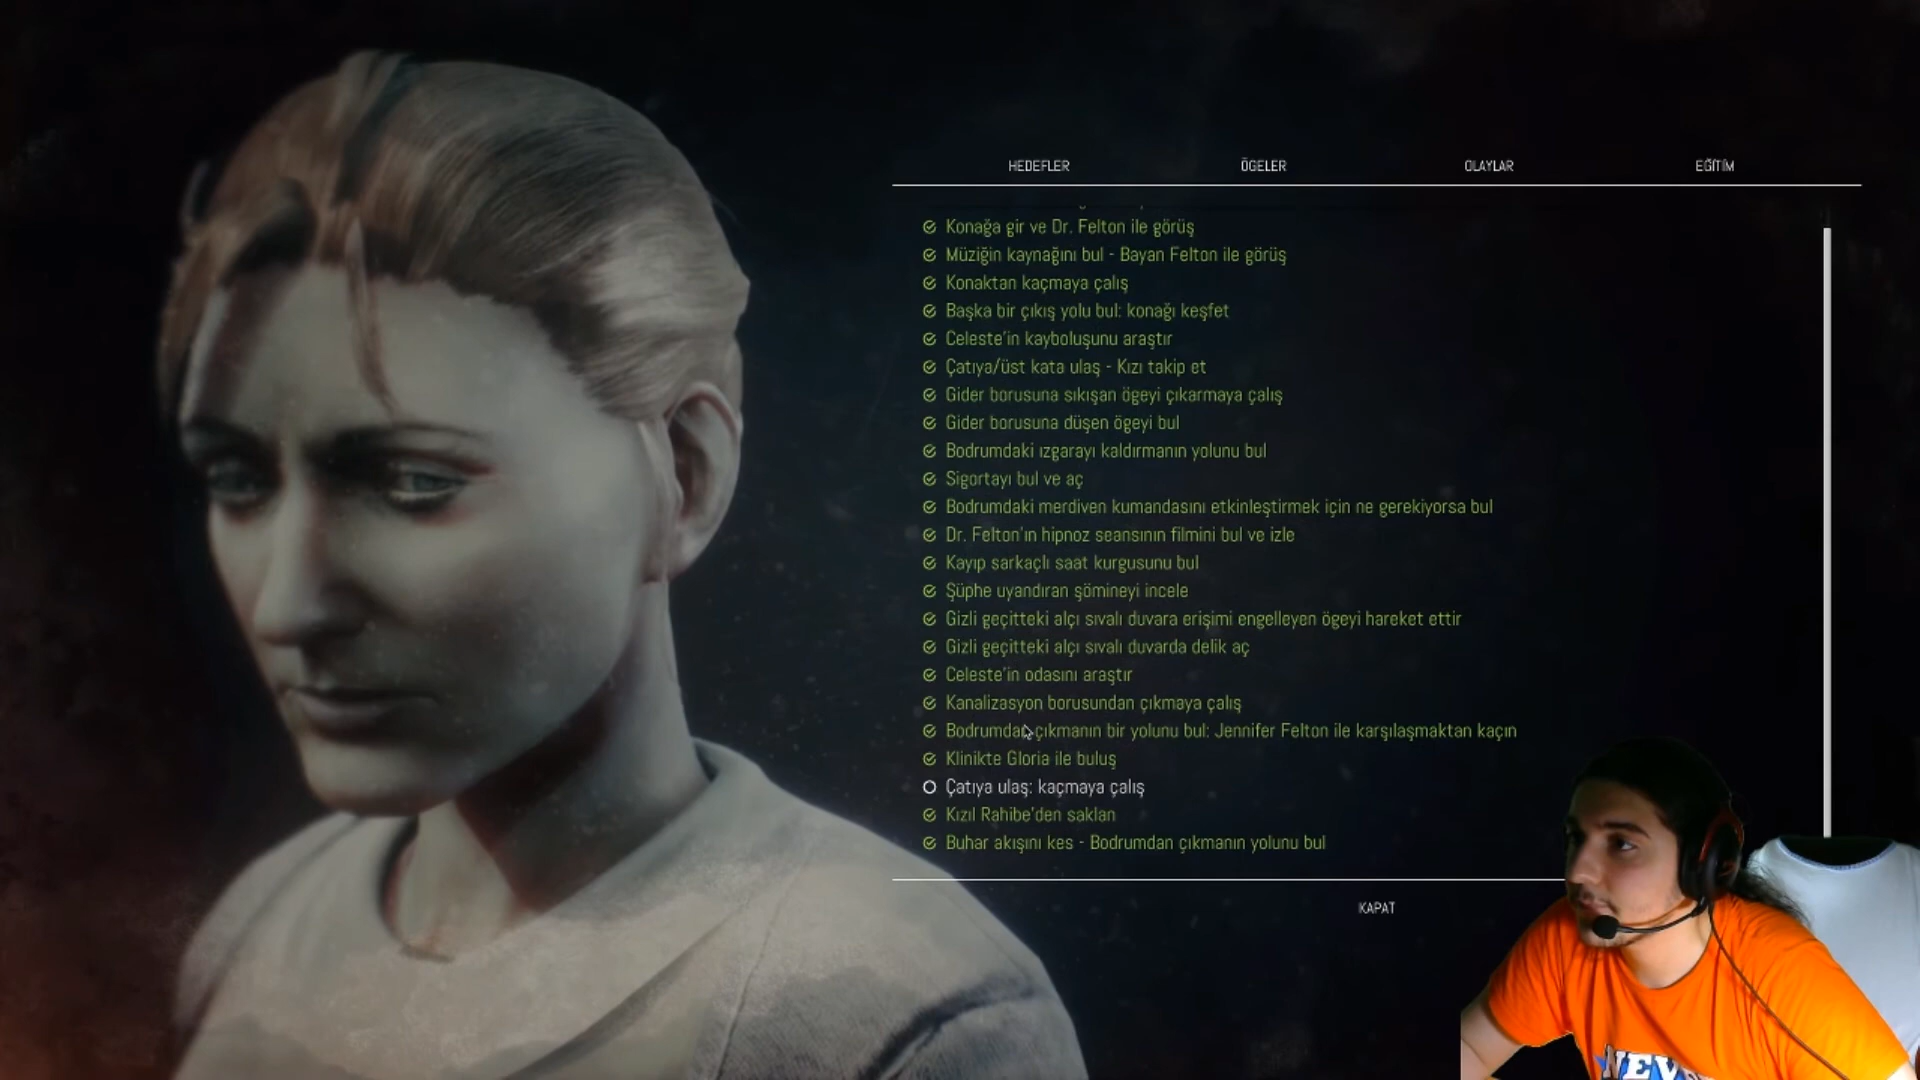 HEDEFLER
ÖGELER
OLAYLAR
EĞİTİM
Konağa gir ve Dr. Felton ile görüş
Müziğin kaynağını bul - Bayan Felton ile görüş
Konaktan kaçmaya çalış
Başka bir çıkış yolu bul: konağı keşfet
Celeste'in kayboluşunu araştır
Çatıya/üst kata ulaş - Kızı takip et
Gider borusuna sıkışan ögeyi çıkarmaya çalış
Gider borusuna düşen ögeyi bul
Bodrumdaki ızgarayı kaldırmanın yolunu bul
Sigortayı bul ve aç
Bodrumdaki merdiven kumandasını etkinleştirmek için ne gerekiyorsa bul
Dr. Felton'ın hipnoz seansının filmini bul ve izle
Kayıp sarkaçlı saat kurgusunu bul
Şüphe uyandıran şömineyi incele
Gizli geçitteki alçı sıvalı duvara erişimi engelleyen ögeyi hareket ettir
Gizli geçitteki alçı sıvalı duvarda delik aç
Celeste'in odasını araştır
Kanalizasyon borusundan çıkmaya çalış
Bodrumdan çıkmanın bir yolunu bul: Jennifer Felton ile karşılaşmaktan kaçın
Klinikte Gloria ile buluş
Çatıya ulaş: kaçmaya çalış
Kızıl Rahibe'den saklan
Buhar akışını kes - Bodrumdan çıkmanın yolunu bul
KAPAT